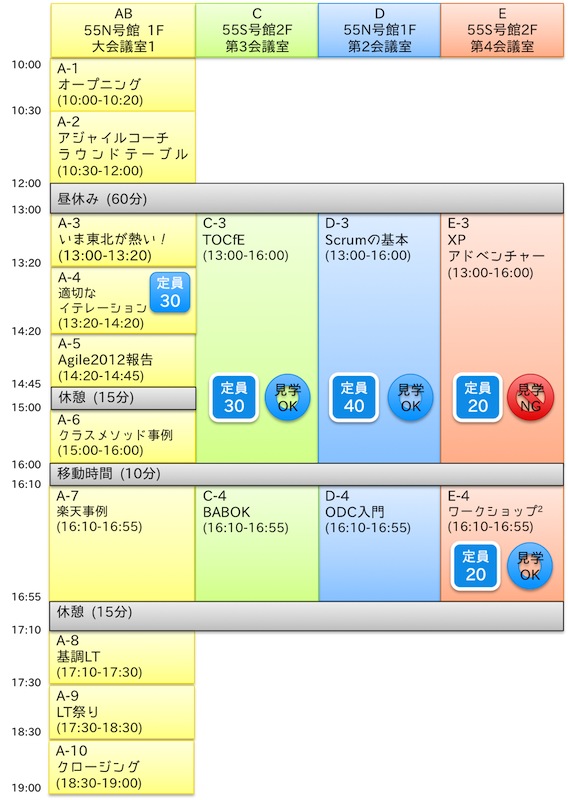 AB
55N号館 1F
大会議室1
C
55S号館2F
第3会議室
D
55N号館1F
第2会議室
E
55S号館2F
第4会議室
10:00
A-1
オープニング
(10:00-10:20)
10:30
A-2
アジャイルコーチ
ラウンドテーブル
(10:30-12:00)
12:00
昼休み (60分)
13:00
A-3
いま東北が熱い!
(13:00-13:20)
C-3
TOCfE
(13:00-16:00)
D-3
Scrumの基本
(13:00-16:00)
E-3
XP
アドベンチャー
(13:00-16:00)
13:20
A-4
適切な
イテレーション
(13:20-14:20)
定員
30
14:20
A-5
Agile2012報告
(14:20-14:45)
14:45
休憩 (15分)
15:00
定員
30
見学
OK
定員
40
見学
OK
定員
20
見学
NG
A-6
クラスメソッド事例
(15:00-16:00)
16:00
移動時間 (10分)
16:10
A-7
楽天事例
(16:10-16:55)
C-4
BABOK
(16:10-16:55)
D-4
ODC入門
(16:10-16:55)
E-4
ワークショップ²
(16:10-16:55)
定員
20
見学
OK
16:55
休憩 (15分)
17:10
A-8
基調LT
(17:10-17:30)
17:30
A-9
LT祭り
(17:30-18:30)
18:30
A-10
クロージング
(18:30-19:00)
19:00